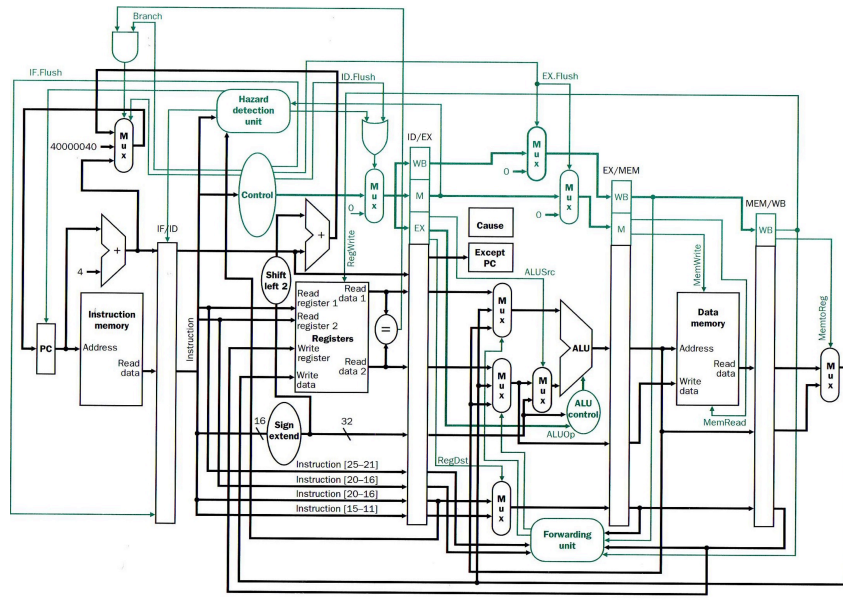 Branch
IF.Flush
ID.Flush
EX.Flush
Hazard
detection
unit
M
u
x
40000040
ID/EX
WB
M
u
x
0
Control
M
u
x
0
M
M
u
x
0
EX/MEM
WB
MEM/WB
IF/ID
EX
Cause
M
WB
+
4
+
RegWrite
Except
PC
MemWrite
Shift
left 2
ALUSrc
Instruction
memory
Address
Read
data
PC
Instruction
Read
register 1
Read
data 1
Read
register 2
Registers
Write
register
Read
data 2
Write
data
=
M
u
x
M
u
x
M
u
x
ALU
ALU
control
ALUOp
Data
memory
Address
Read
data
Write
data
MemRead
MemtoReg
M
u
x
16
Sign
extend
32
RegDst
Instruction [25–21]
Instruction [20–16]
Instruction [20–16]
Instruction [15–11]
M
u
x
Forwarding
unit